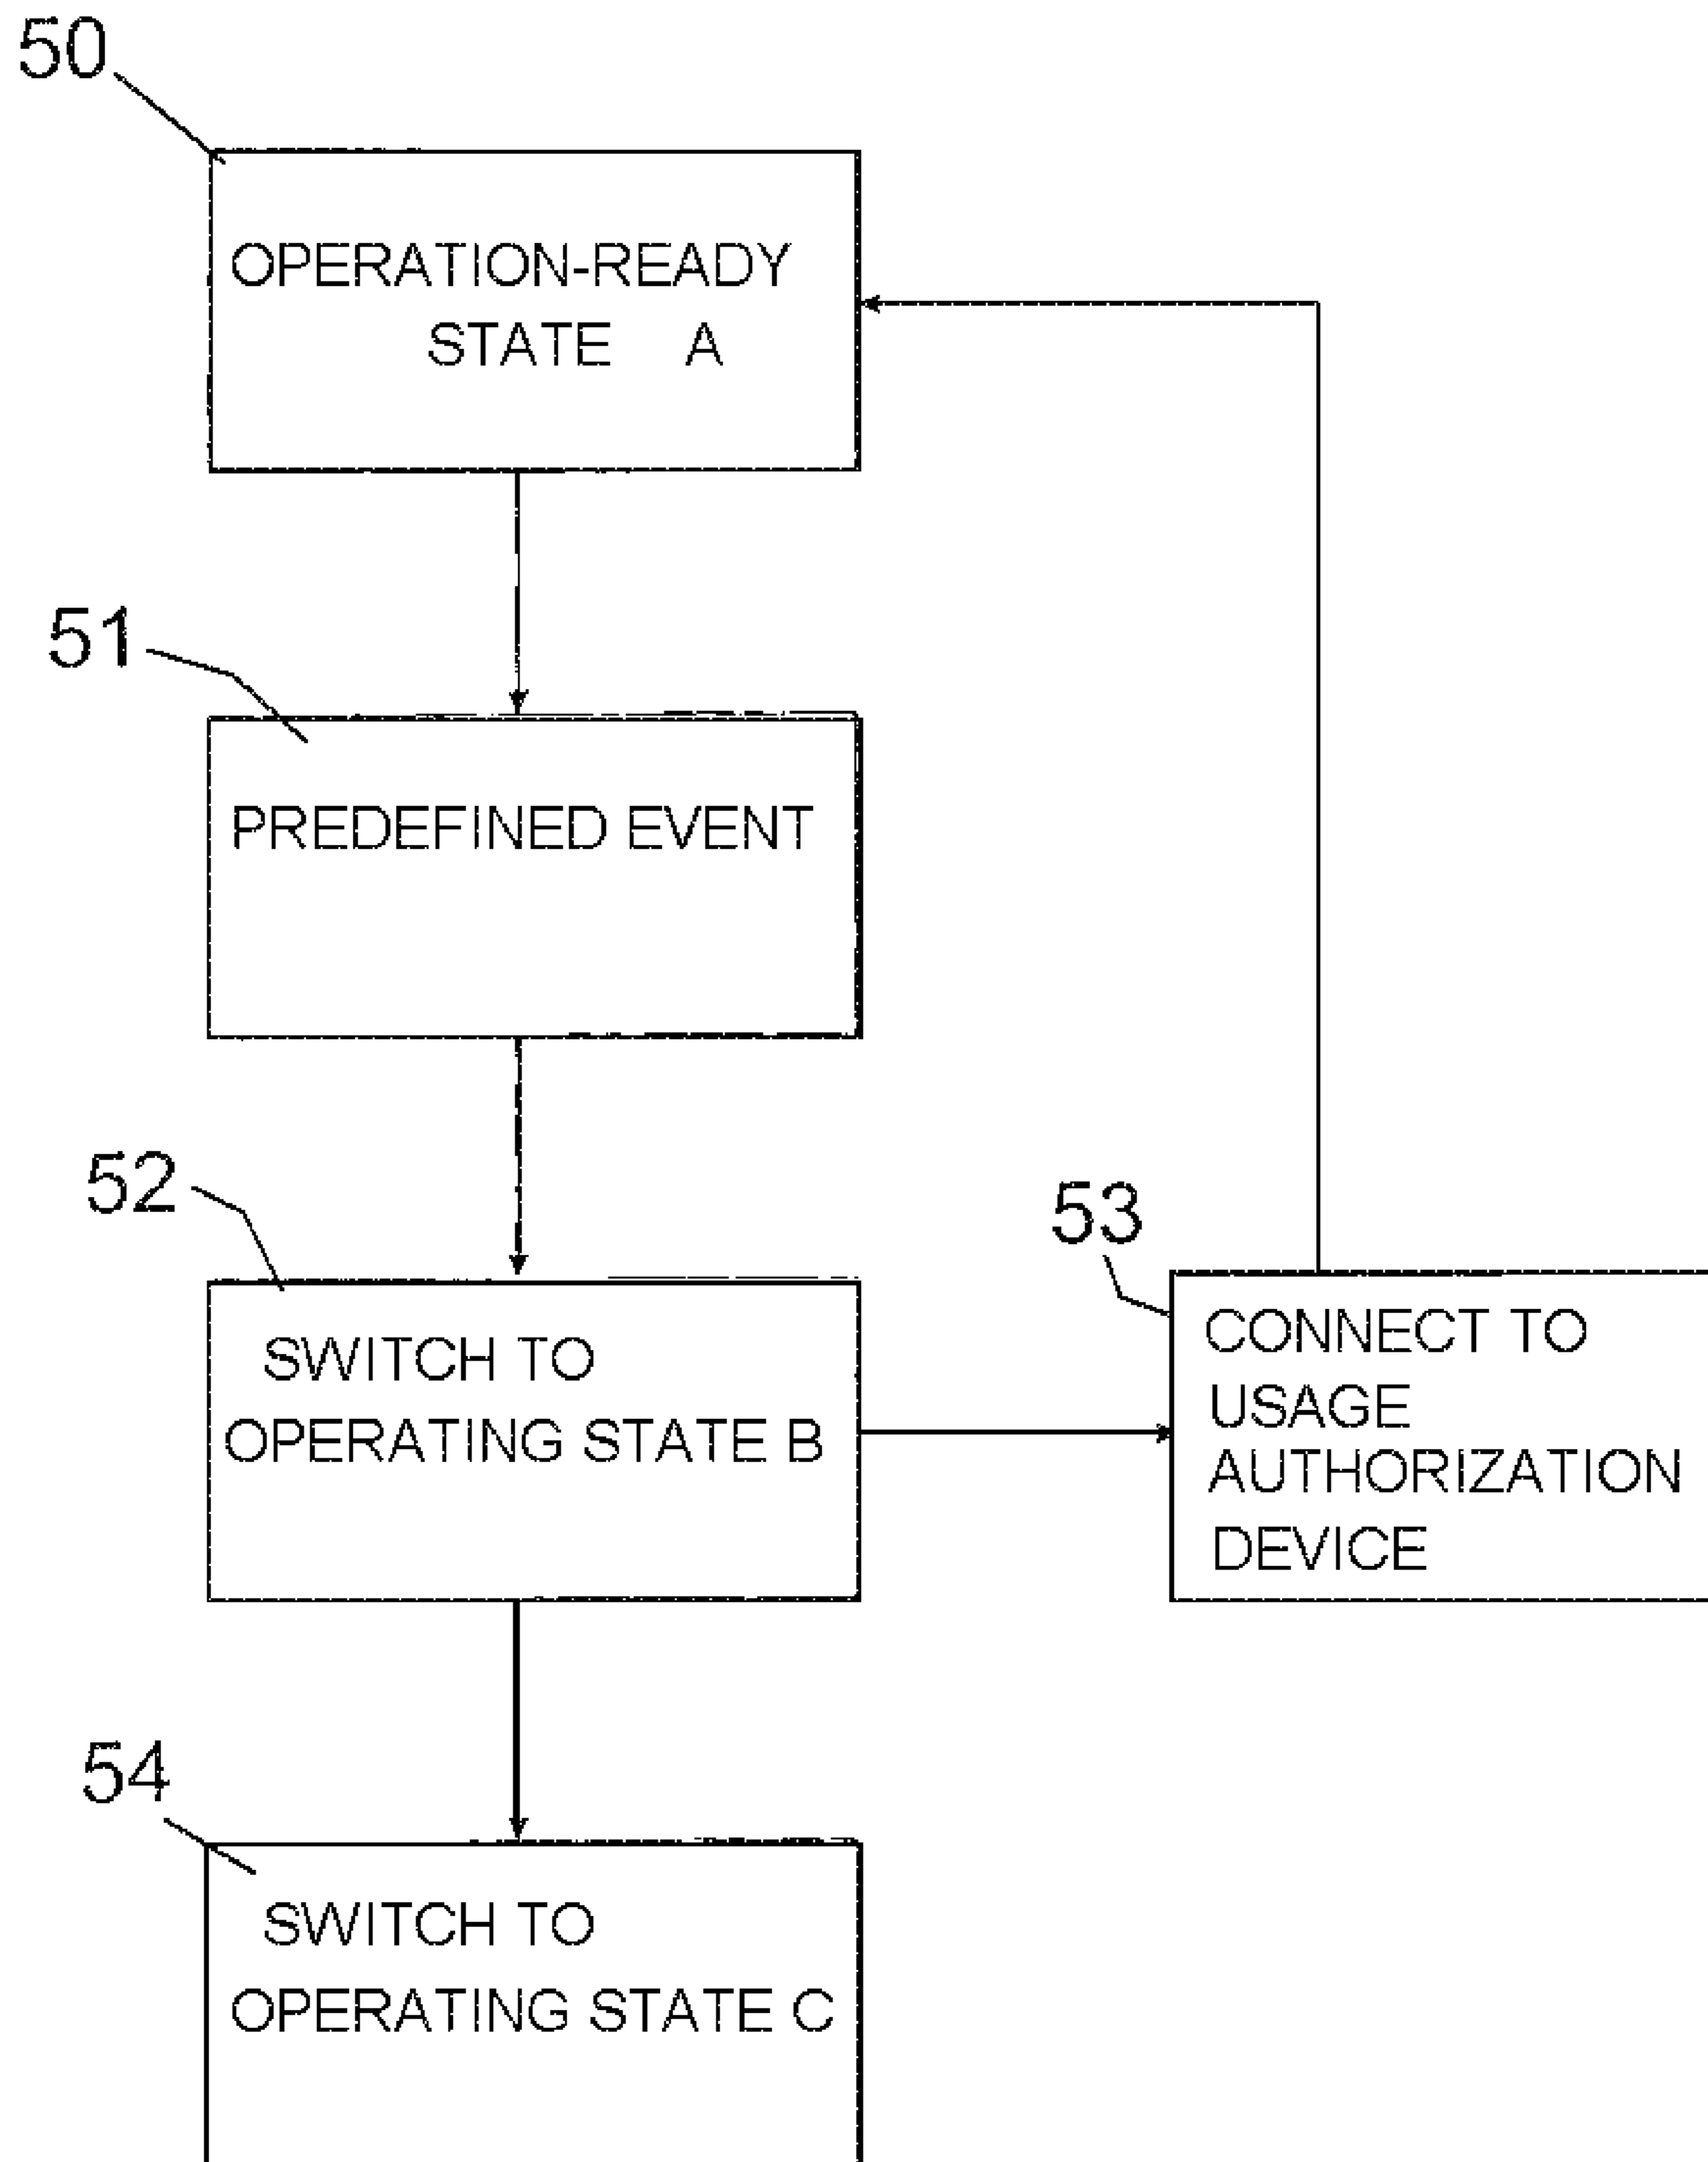 50
OPERATION-READY
STATE A
51
PREDEFINED EVENT
52
SWITCH TO
OPERATING STATE B
53
CONNECT TO
USAGE
AUTHORIZATION
DEVICE
54
SWITCH TO
OPERATING STATE C